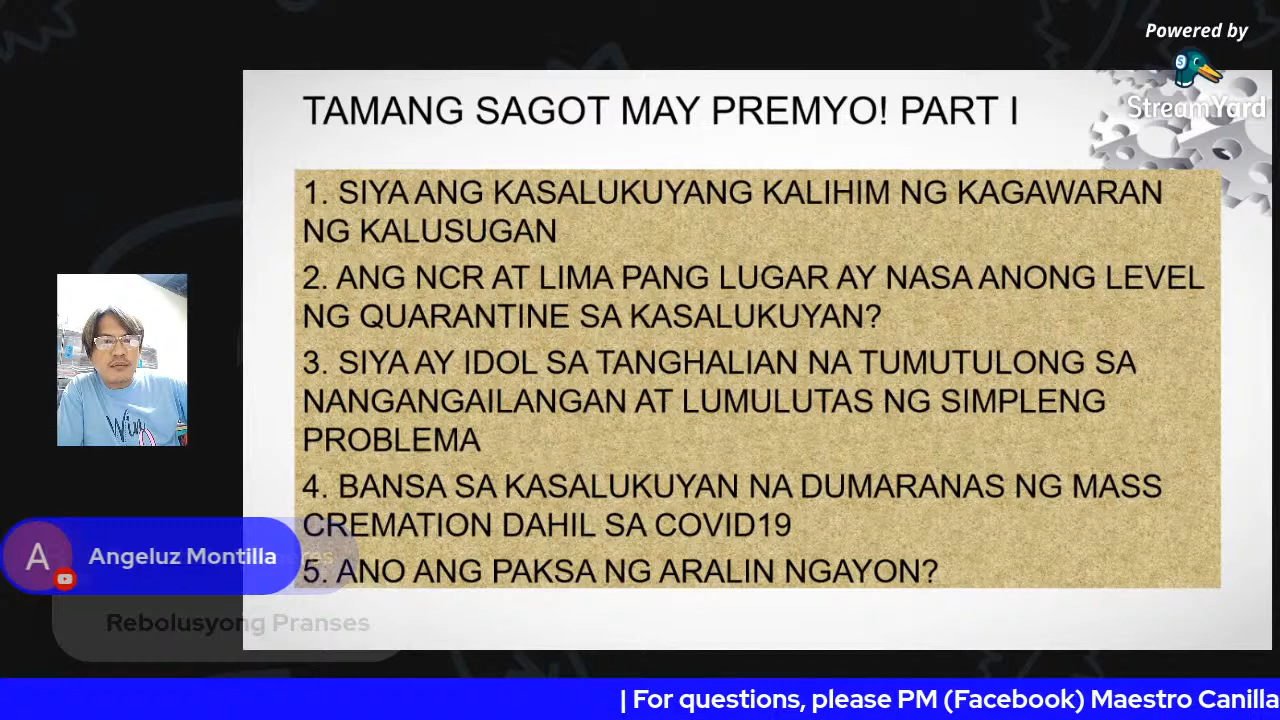 Powered by
StreamYard
TAMANG SAGOT MAY PREMYO! PART I
1. SIYA ANG KASALUKUYANG KALIHIM NG KAGAWARAN
NG KALUSUGAN
2. ANG NCR AT LIMA PANG LUGAR AY NASA ANONG LEVEL
NG QUARANTINE SA KASALUKUYAN?
3. SIYA AY IDOL SA TANGHALIAN NA TUMUTULONG SA
NANGANGAILANGAN AT LUMULUTAS NG SIMPLENG
PROBLEMA
4. BANSA SA KASALUKUYAN NA DUMARANAS NG MASS
CREMATION DAHIL SA COVID19
5. ANO ANG PAKSA NG ARALIN NGAYON?
A
Angeluz Montilla
Rebolusyong Pranses
| For questions, please PM (Facebook) Maestro Canilla